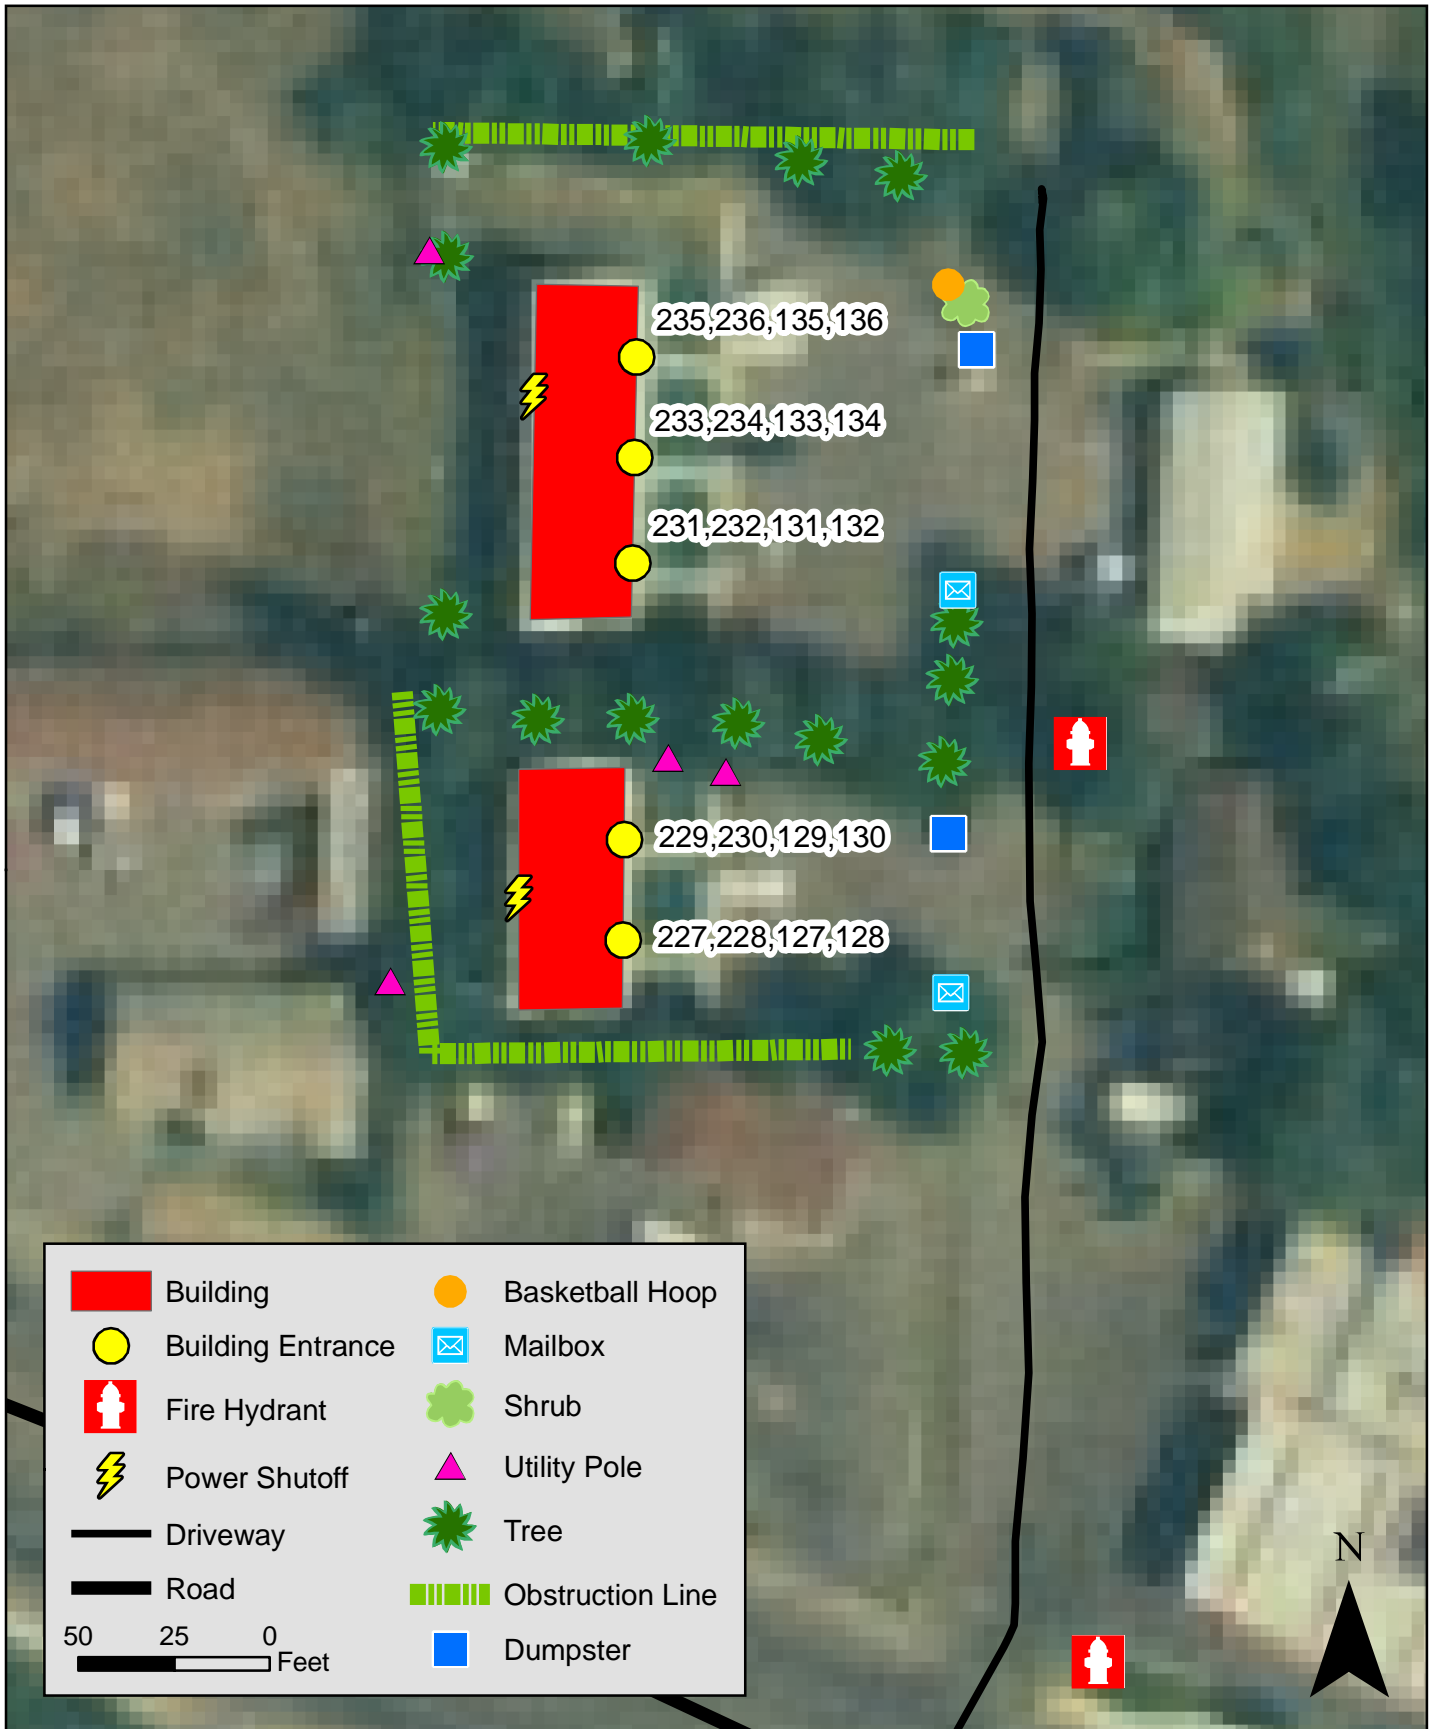 235,236,135,136
233,234,133,134
231,232,131,132
229,230,129,130
227,228,127,128
Building
Building Entrance
Fire Hydrant
Power Shutoff
Driveway
Road
50 25 0
Feet
Basketball Hoop
Mailbox
Shrub
Utility Pole
Tree
Obstruction Line
Dumpster
N